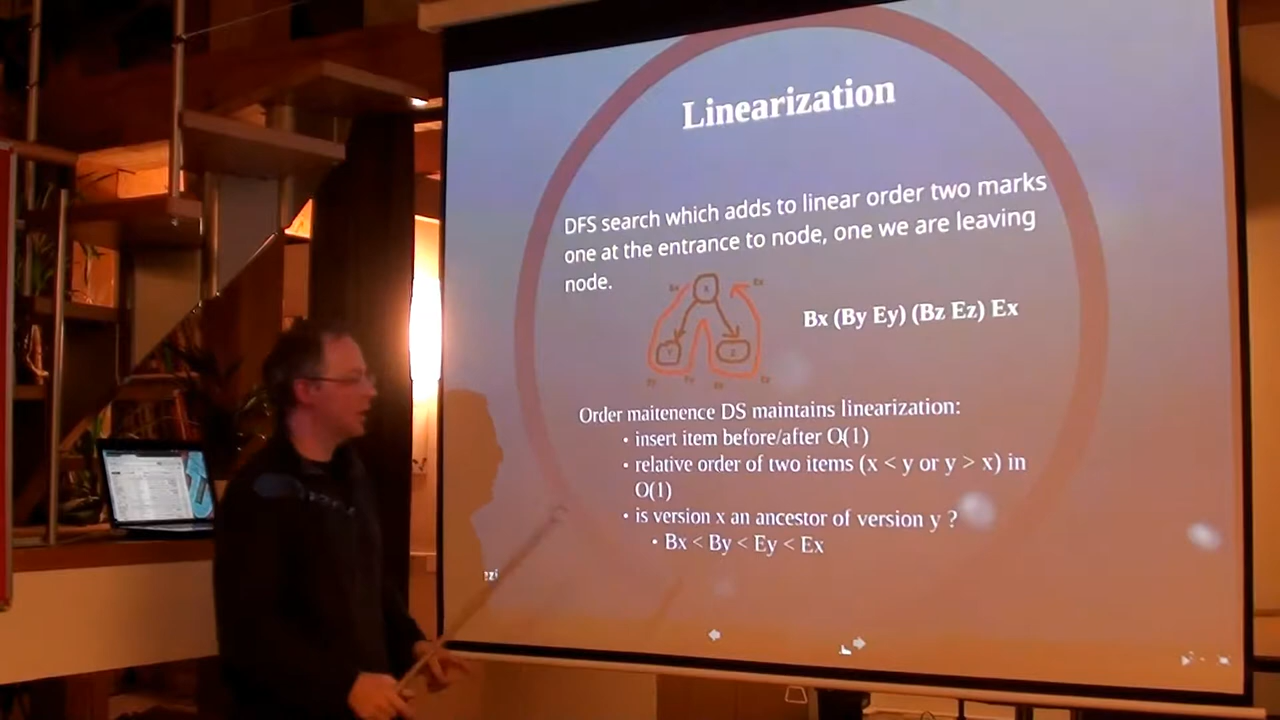 Linearization
DFS search which adds to linear order two marks
one at the entrance to node, one we are leaving
node.
Bx (By Ey) (Bz Ez) Ex
Order maitenence DS maintains linearization:
• insert item before/after O(1)
• relative order of two items (x < y or y > x) in
O(1)
• is version x an ancestor of version y ?
• Bx < By < Ey < Ex